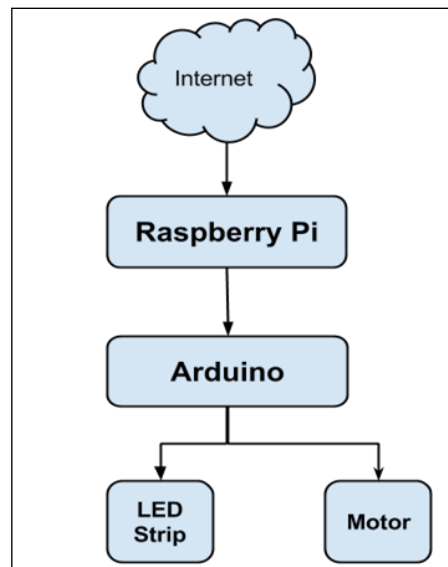 Internet
Raspberry Pi
Arduino
LED
Strip
Motor